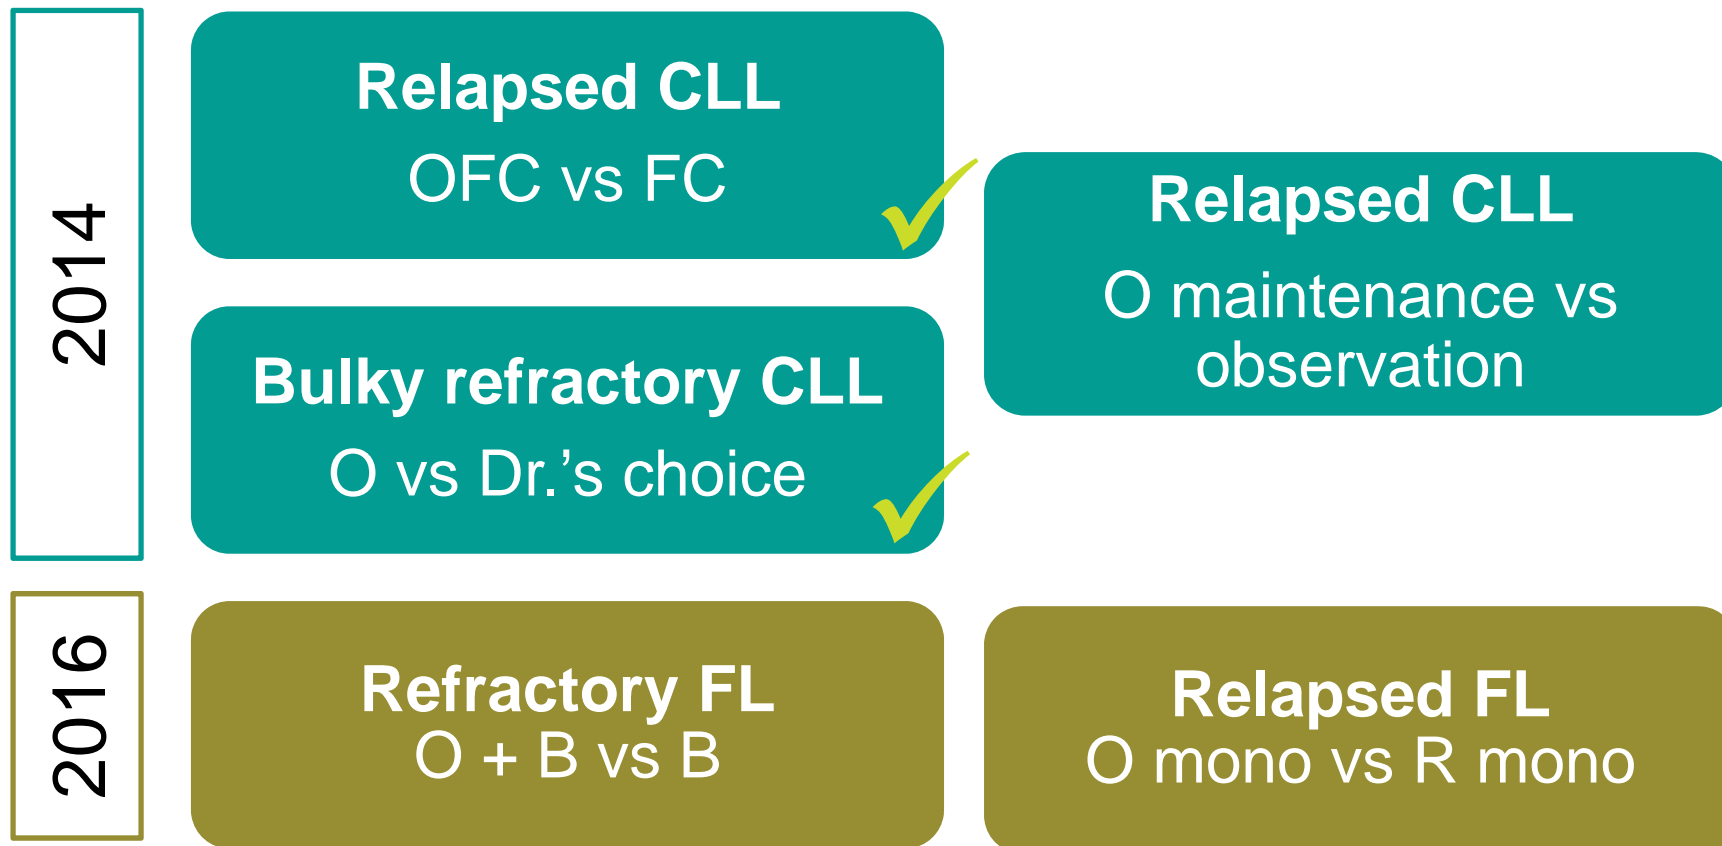 2014
Relapsed CLL
OFC vs FC
Bulky refractory CLL
O vs Dr.’s choice
Relapsed CLL
O maintenance vs
observation
2016
Refractory FL
O + B vs B
Relapsed FL
O mono vs R mono